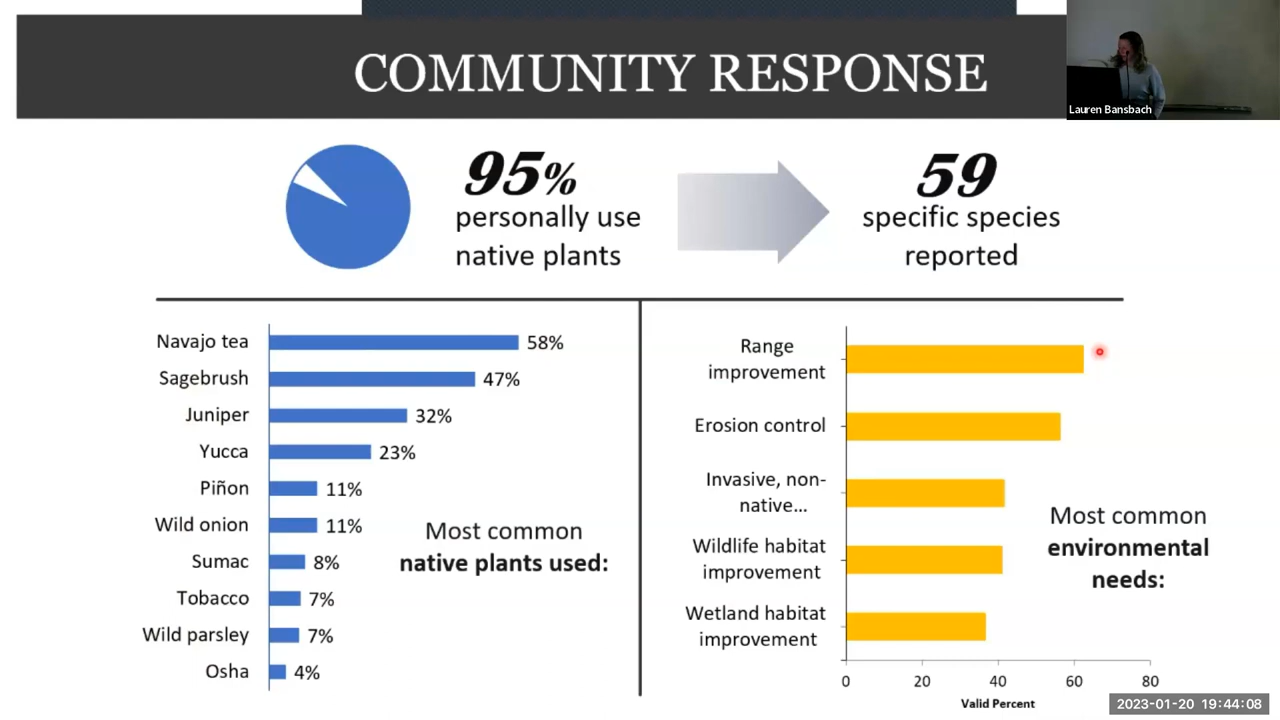 COMMUNITY RESPONSE
Lauren Bansbach
95%
personally use
native plants
59
specific species
reported
Navajo tea 58%
Sagebrush 47%
Juniper 32%
Yucca 23%
Piñon 11%
Wild onion 11%
Sumac 8%
Tobacco 7%
Wild parsley 7%
Osha 4%
Most common
native plants used:
Range
improvement
Erosion control
Invasive, non-
native...
Wildlife habitat
improvement
Wetland habitat
improvement
0 20 40 60 80
Valid Percent
Most common
environmental
needs:
2023-01-20 19:44:08